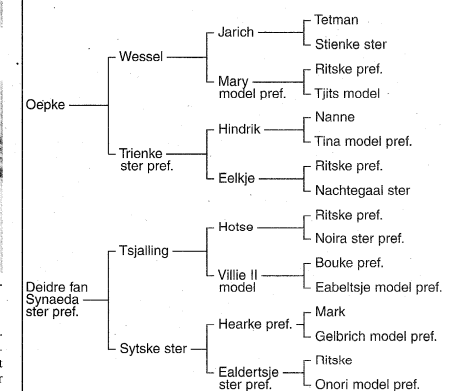 Tetman
Jarich
Stienke ster
Wessel
Ritske pref.
Mary
model pref.
Tjits model
Oepke
Nanne
Hindrik
Tina model pref.
Trienke
ster pref.
Ritske pref.
Eelkje
Nachtegaal ster
Ritske pref.
Hotse
Noira ster pref.
Tsjalling
Bouke pref.
Villie II
model
Eabeltsje model pref.
Deidre fan
Synaeda
ster pref.
Mark
Hearke pref.
Gelbrich model pref.
Sytske ster
Ritske
Ealdertsje
ster pref.
Onori model pref.